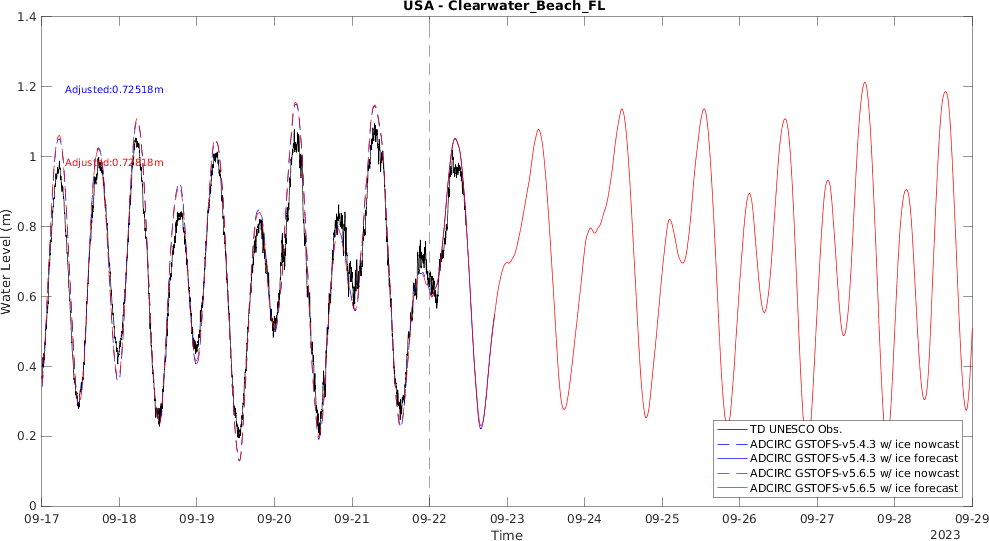 USA - Clearwater_Beach_FL
1.4
1.2
1
0.8
0.6
0.4
0.2
0
Water Level (m)
Adjusted:0.72518m
Adjusted:0.72818m
TD UNESCO Obs.
ADCIRC GSTOFS-v5.4.3 w/ ice nowcast
ADCIRC GSTOFS-v5.4.3 w/ ice forecast
ADCIRC GSTOFS-v5.6.5 w/ ice nowcast
ADCIRC GSTOFS-v5.6.5 w/ ice forecast
09-17 09-18 09-19 09-20 09-21 09-22 09-23 09-24 09-25 09-26 09-27 09-28 09-29
Time
2023